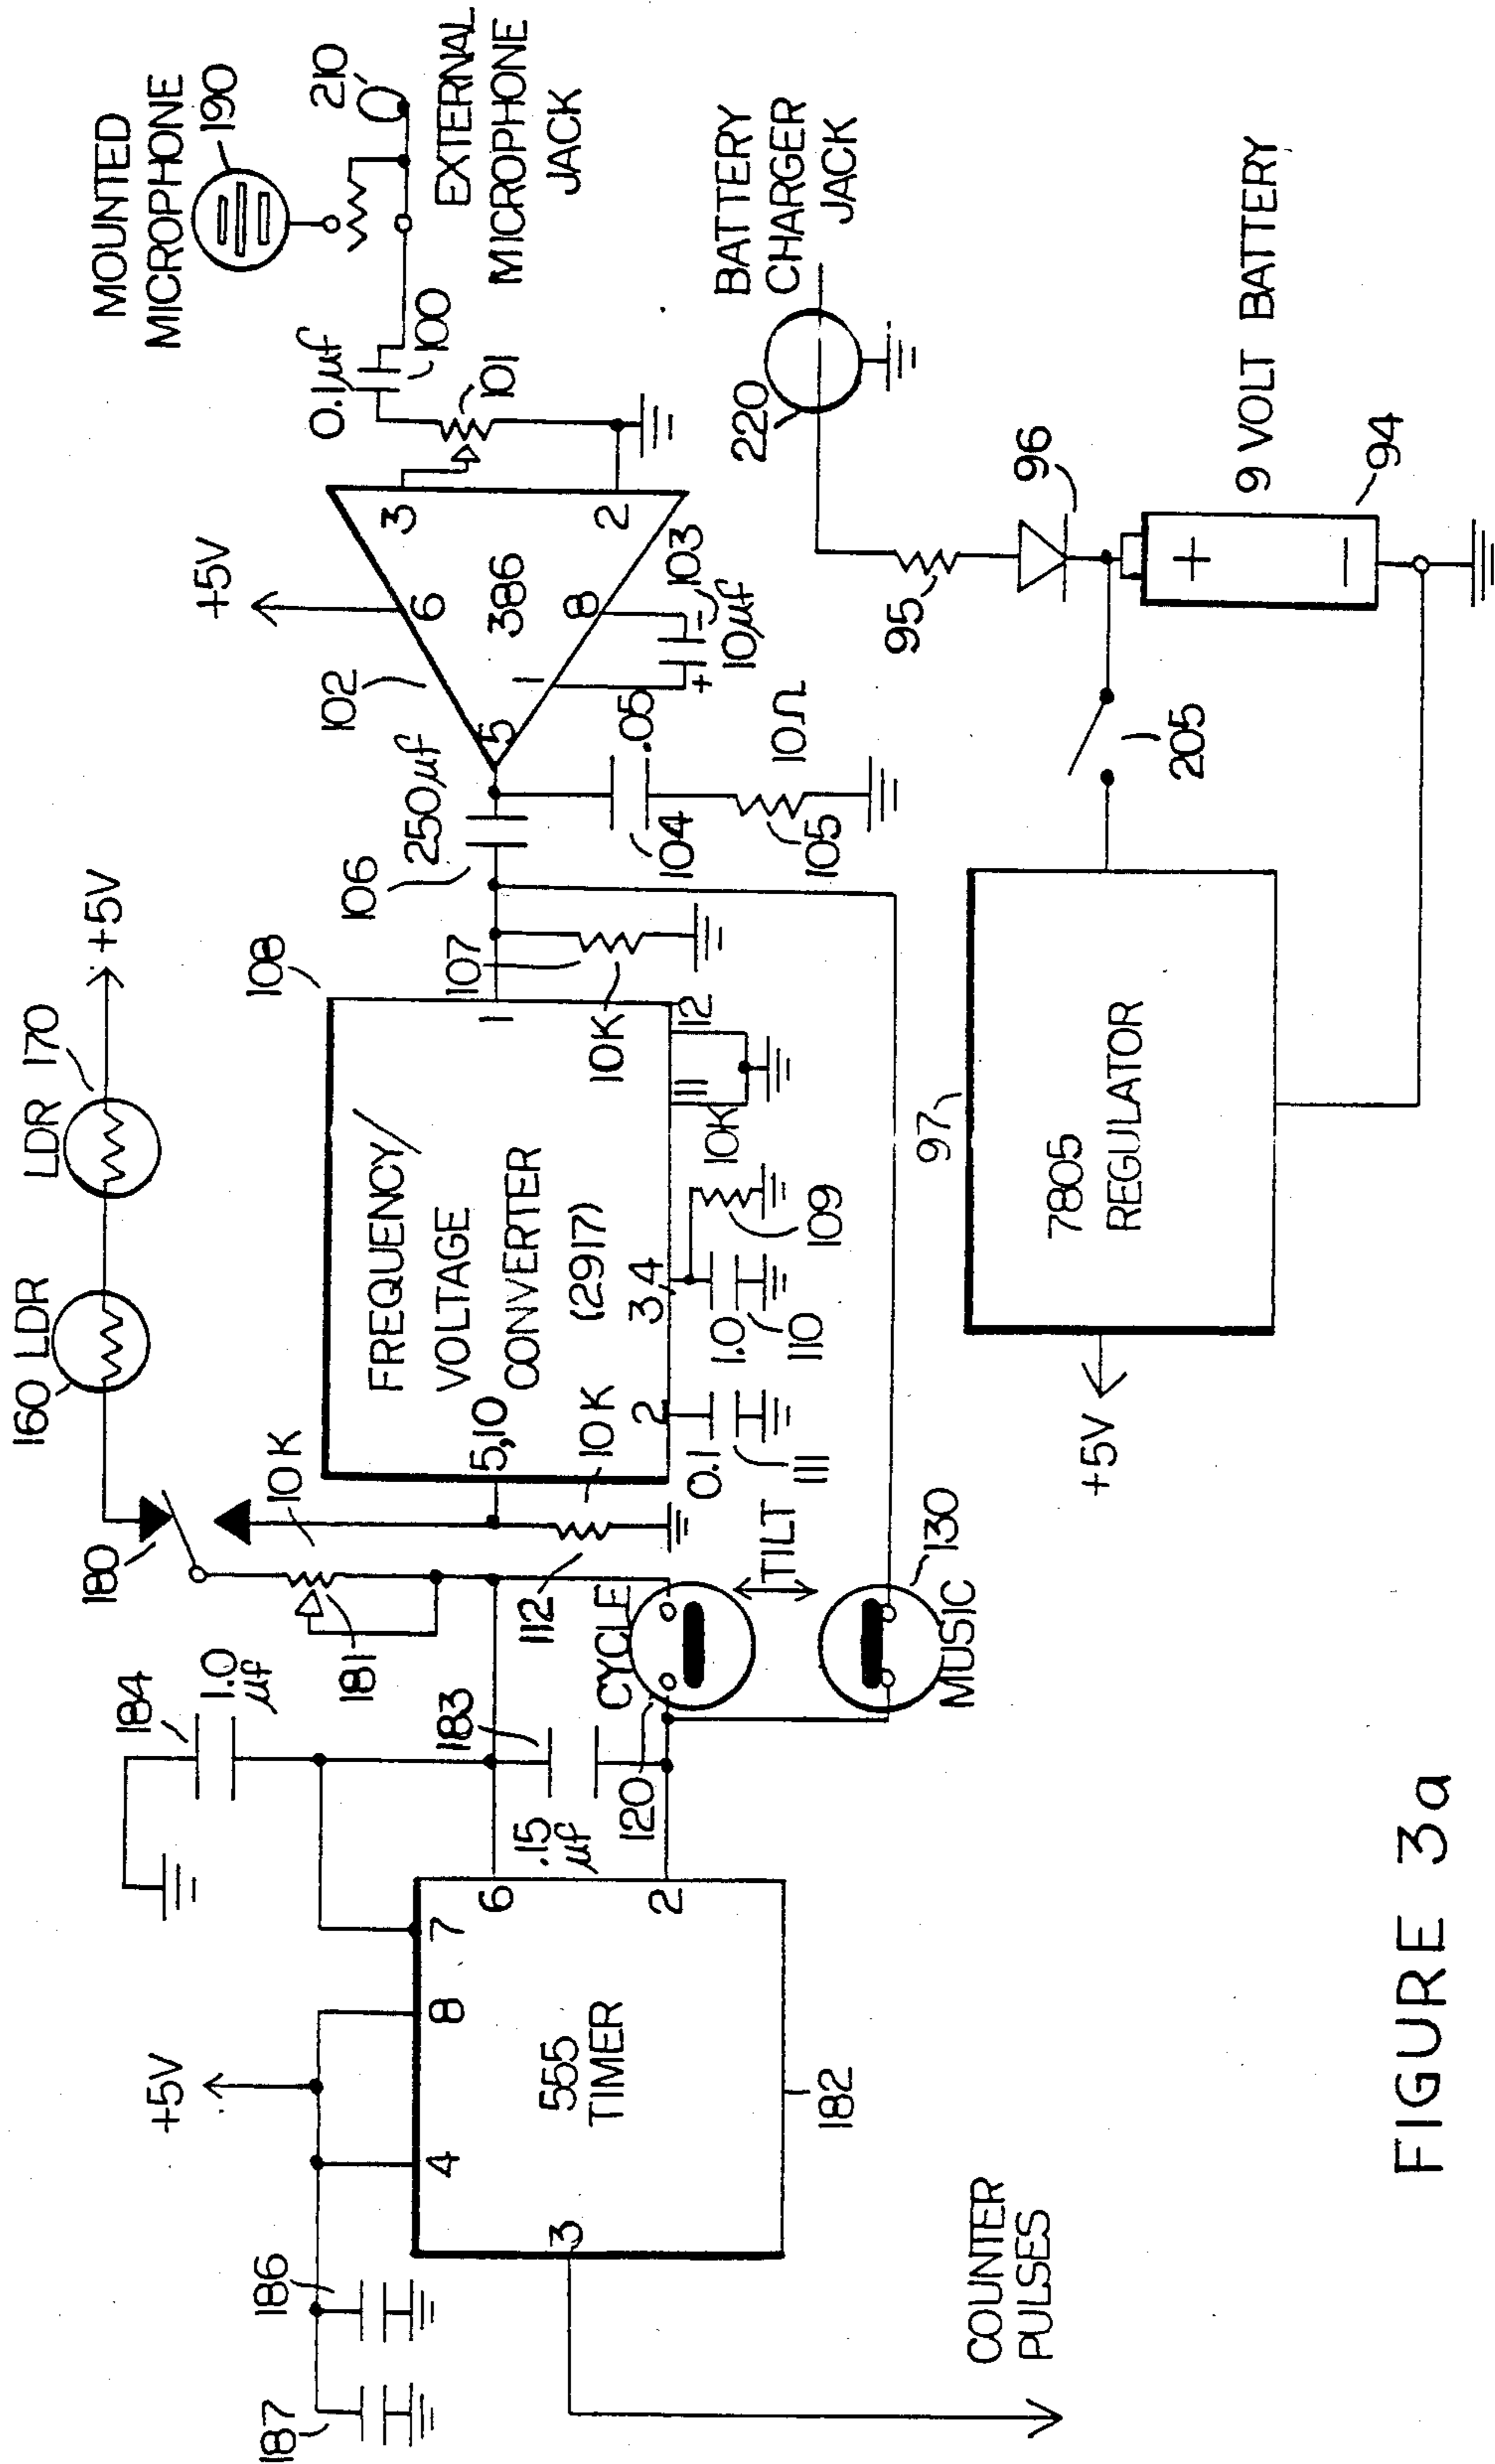 MOUNTED
MICROPHONE
190
210
EXTERNAL
MICROPHONE
JACK
0.1µf
100
101
+5V
102
3
6
386
2
5
1
8
103
+
-
10µf
250µf
106
.05
104
10Ω
105
BATTERY
CHARGER
JACK
220
95
96
9 VOLT BATTERY
+
-
94
205
97
7805
REGULATOR
+5V
+5V
LDR 170
160 LDR
108
107
1
10K
FREQUENCY/
VOLTAGE
CONVERTER
(2917)
5,10
2
3,4
11
12
10K
109
1.0
110
0.1
111
10K
180
10K
181
112
CYCLE
TILT
120
MUSIC
130
184
1.0
µf
183
.15
µf
+5V
187
186
4
8
7
6
2
3
555
TIMER
182
COUNTER
PULSES
FIGURE 3a